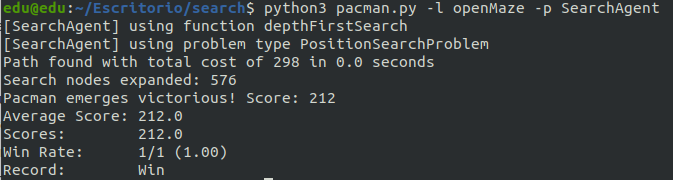 edu@edu:~/Escritorio/search$ python3 pacman.py -l openMaze -p SearchAgent
[SearchAgent] using function depthFirstSearch
[SearchAgent] using problem type PositionSearchProblem
Path found with total cost of 298 in 0.0 seconds
Search nodes expanded: 576
Pacman emerges victorious! Score: 212
Average Score: 212.0
Scores:        212.0
Win Rate:      1/1 (1.00)
Record:        Win